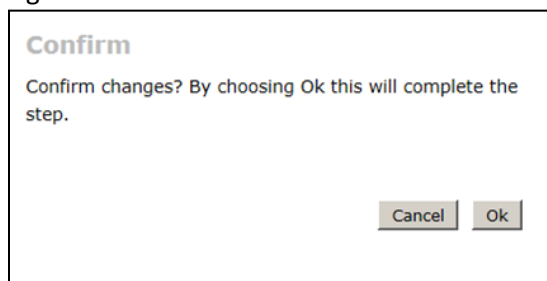 Confirm
Confirm changes? By choosing Ok this will complete the
step.
Cancel Ok